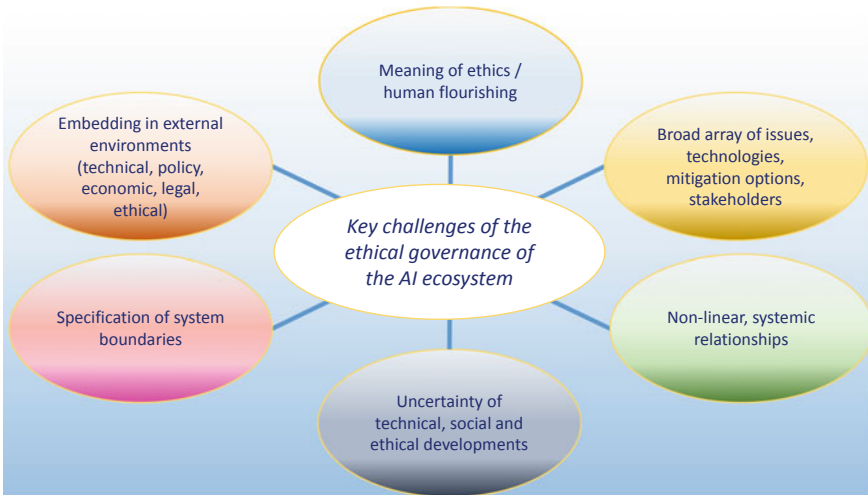 Meaning of ethics /
human flourishing
Embedding in external
environments
(technical, policy,
economic, legal,
ethical)
Broad array of issues,
technologies,
mitigation options,
stakeholders
Key challenges of the
ethical governance of
the AI ecosystem
Specification of system
boundaries
Non-linear, systemic
relationships
Uncertainty of
technical, social and
ethical developments